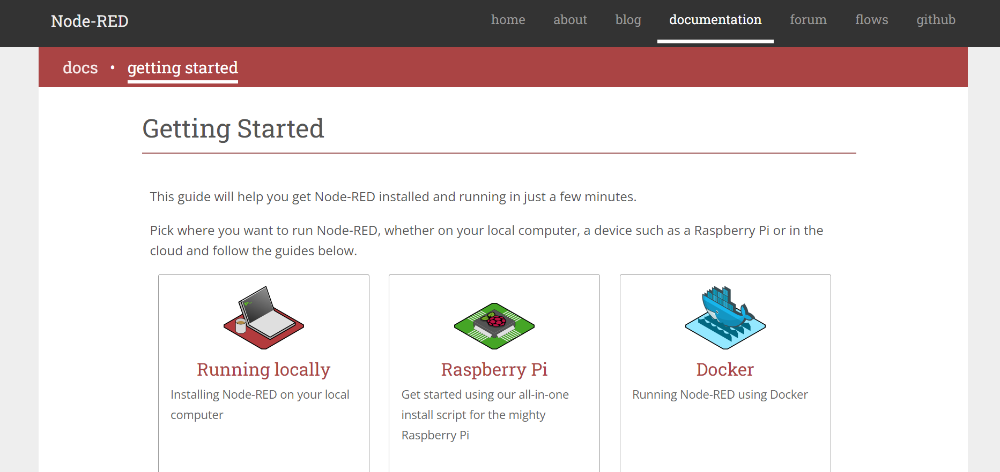 Node-RED
home about blog documentation forum flows github
docs • getting started
Getting Started
This guide will help you get Node-RED installed and running in just a few minutes.
Pick where you want to run Node-RED, whether on your local computer, a device such as a Raspberry Pi or in the
cloud and follow the guides below.
Running locally
Installing Node-RED on your local
computer
Raspberry Pi
Get started using our all-in-one
install script for the mighty
Raspberry Pi
Docker
Running Node-RED using Docker